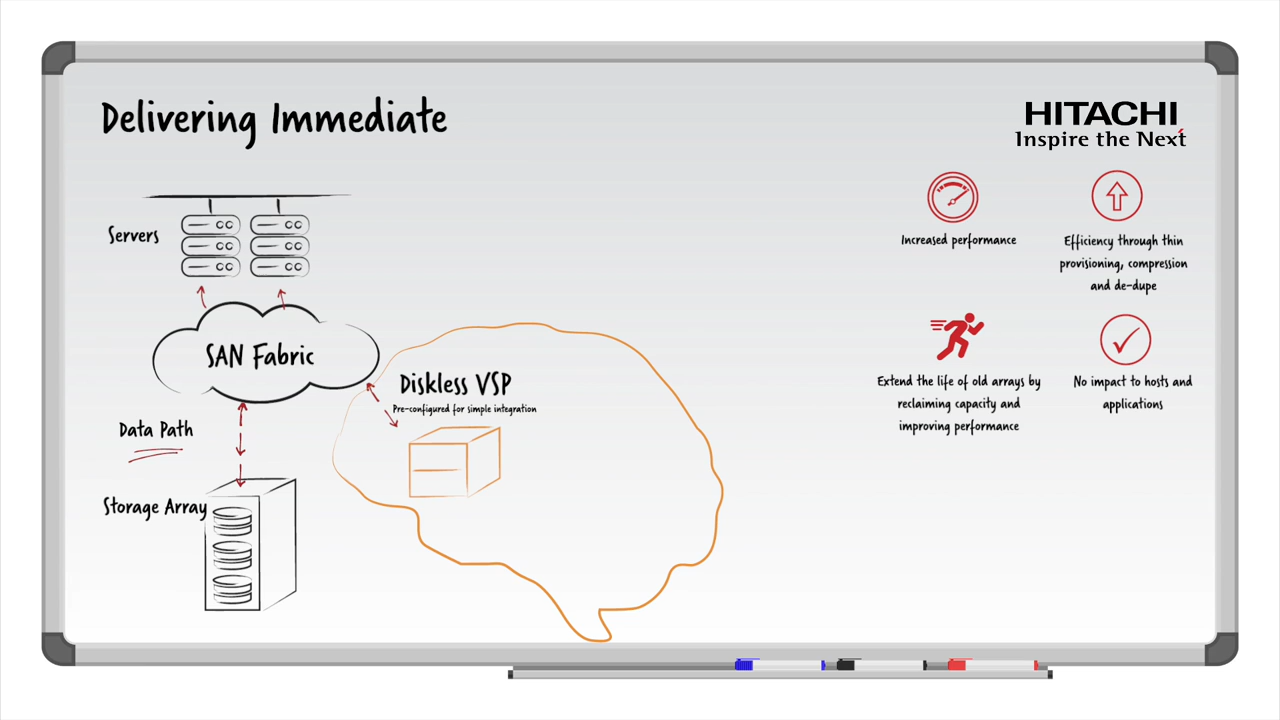 Delivering Immediate
HITACHI
Inspire the Next
Servers
SAN Fabric
Data Path
Storage Array
Diskless VSP
Pre-configured for simple integration
Increased performance
Efficiency through thin
provisioning, compression
and de-dupe
Extend the life of old arrays by
reclaiming capacity and
improving performance
No impact to hosts and
applications